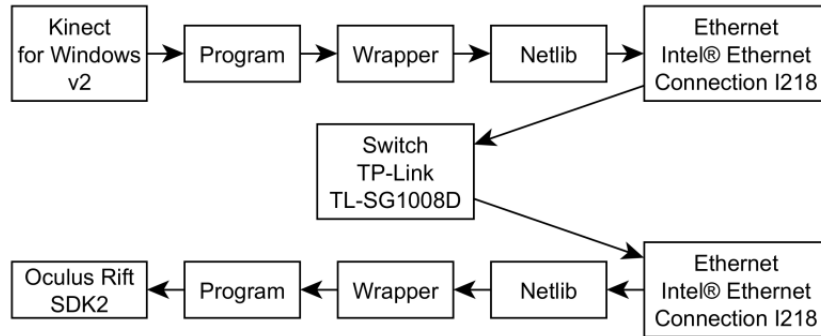 Kinect
for Windows
v2
Program
Wrapper
Netlib
Ethernet
Intel® Ethernet
Connection I218
Switch
TP-Link
TL-SG1008D
Oculus Rift
SDK2
Program
Wrapper
Netlib
Ethernet
Intel® Ethernet
Connection I218